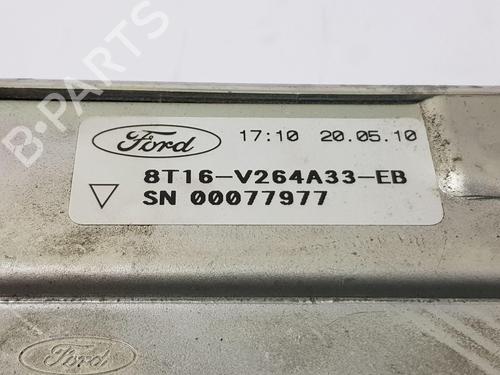 B-PARTS
Ford 17:10 20.05.10
8T16-V264A33-EB
SN 00077977
Ford